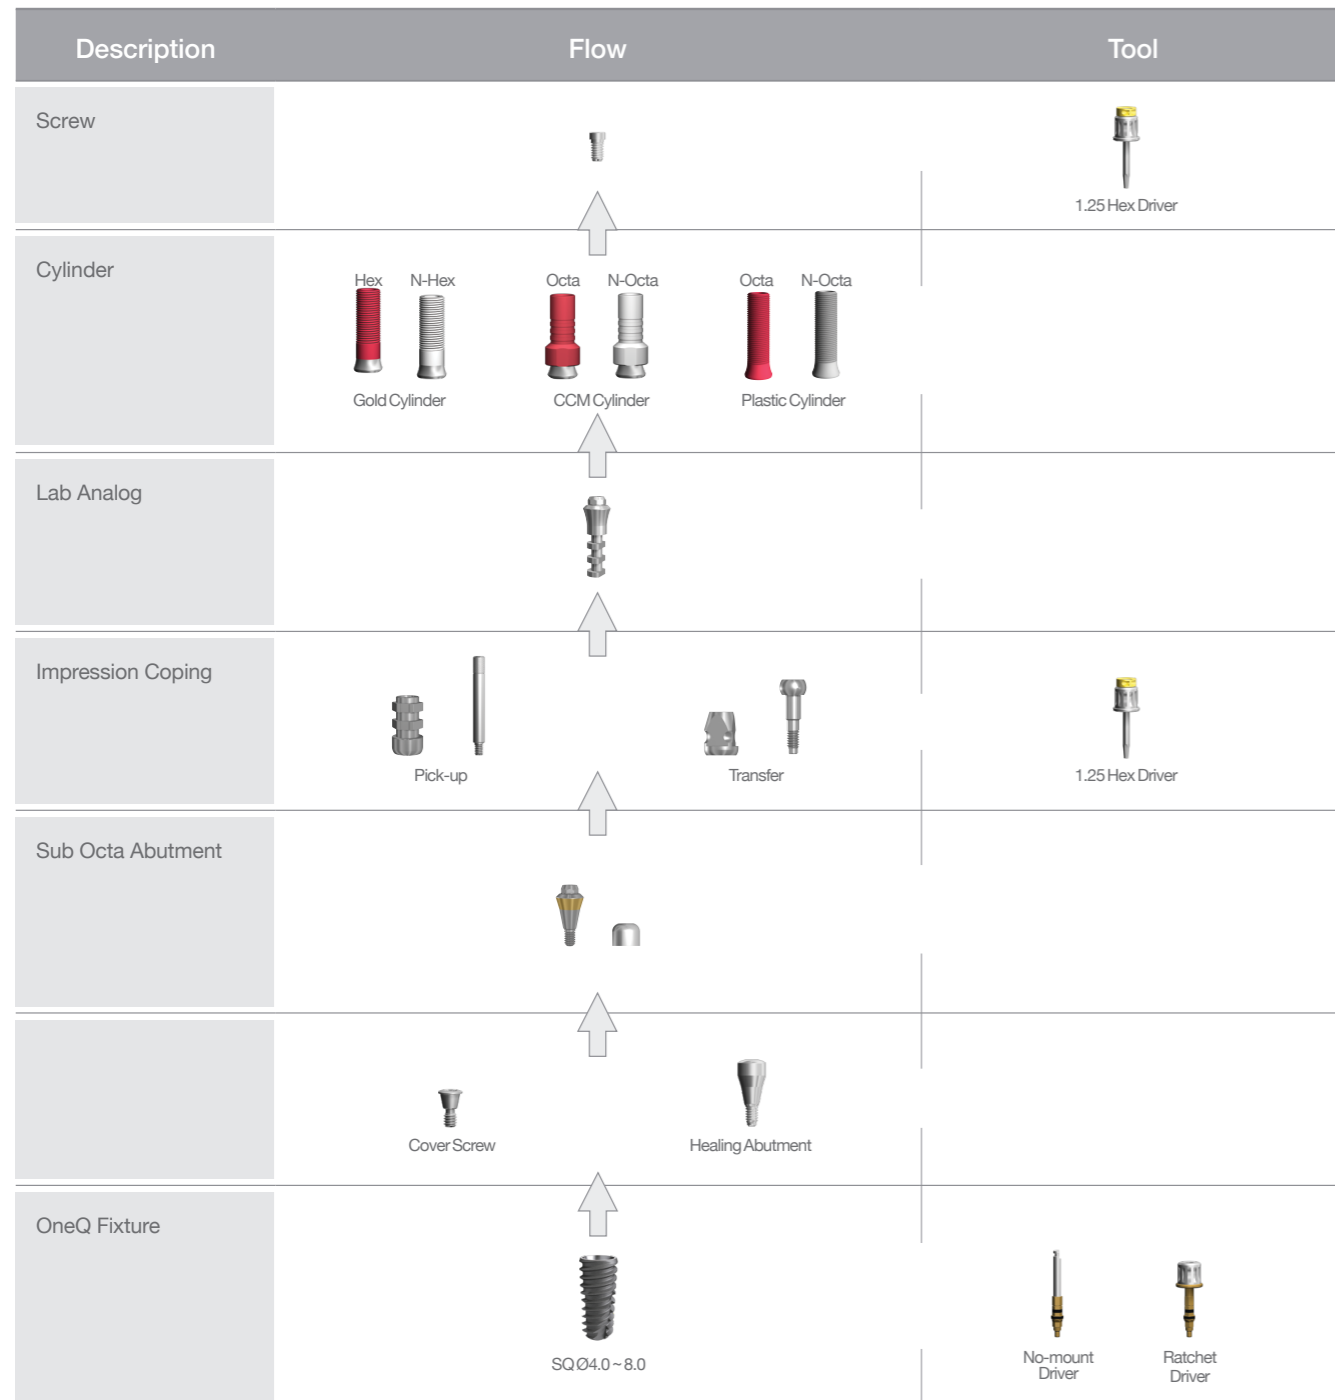 Description Flow Tool
Screw
1.25 Hex Driver
Cylinder
Hex N-Hex Octa N-Octa Octa N-Octa
Gold Cylinder CCM Cylinder Plastic Cylinder
Lab Analog
Impression Coping
Pick-up Transfer 1.25 Hex Driver
Sub Octa Abutment
Cover Screw Healing Abutment
OneQ Fixture
SQ Ø4.0 ~ 8.0
No-mount
Driver
Ratchet
Driver